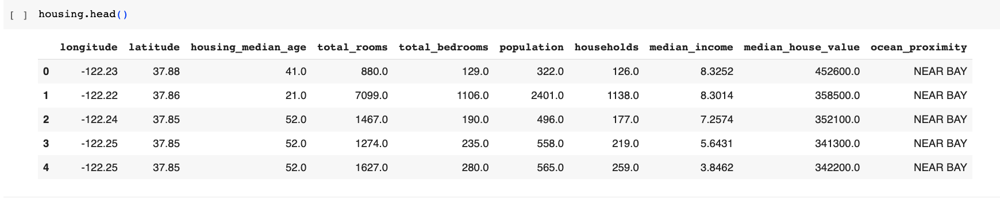 [ ] housing.head()
longitude latitude housing_median_age total_rooms total_bedrooms population households median_income median_house_value ocean_proximity
0 -122.23 37.88 41.0 880.0 129.0 322.0 126.0 8.3252 452600.0 NEAR BAY
1 -122.22 37.86 21.0 7099.0 1106.0 2401.0 1138.0 8.3014 358500.0 NEAR BAY
2 -122.24 37.85 52.0 1467.0 190.0 496.0 177.0 7.2574 352100.0 NEAR BAY
3 -122.25 37.85 52.0 1274.0 235.0 558.0 219.0 5.6431 341300.0 NEAR BAY
4 -122.25 37.85 52.0 1627.0 280.0 565.0 259.0 3.8462 342200.0 NEAR BAY